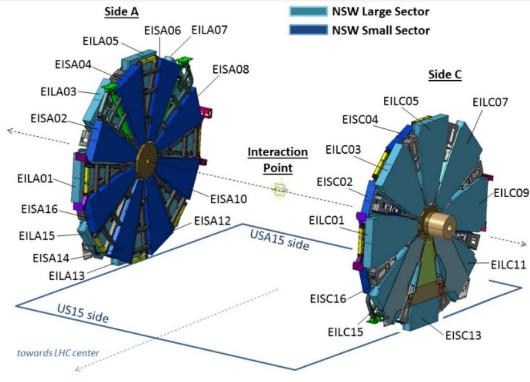 Side A
NSW Large Sector
NSW Small Sector
EISA06
EILA07
EILA05
EISA04
EISA08
EILA03
EISA02
Side C
EILC05
EILC07
EISC04
EILC03
Interaction
Point
EISC02
EILA01
EILC09
EISA10
EISA16
EISA12
EILC01
EILA15
USA15 side
EISA14
EILC11
EILA13
EISC16
US15 side
EILC15
EISC13
towards LHC center